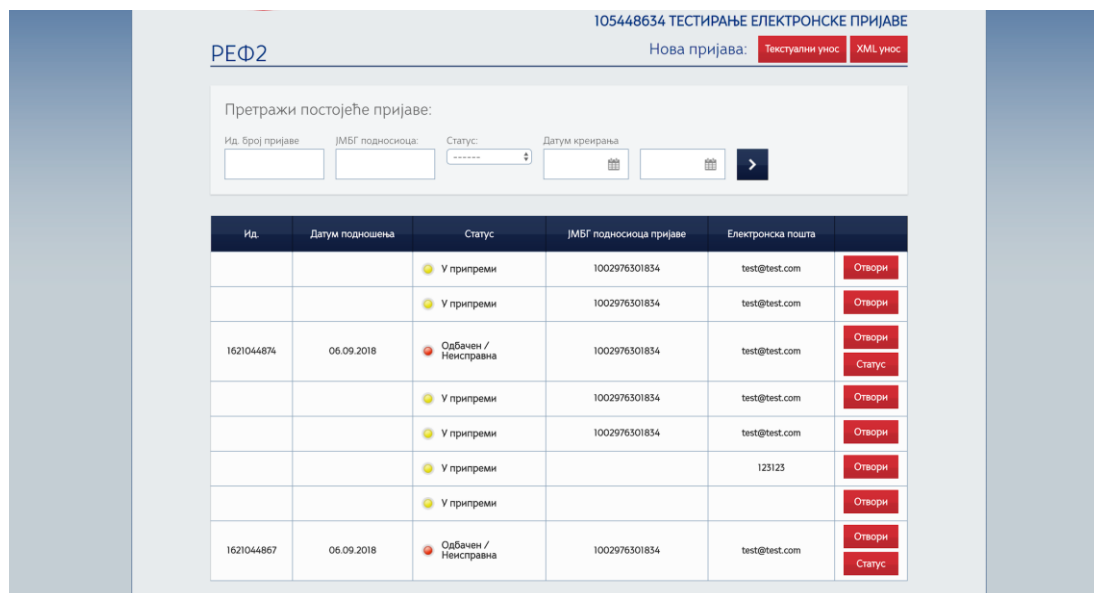 105448634 ТЕСТИРАЊЕ ЕЛЕКТРОНСКЕ ПРИЈАВЕ
РЕФ2
Нова пријава: Текстуални унос XML унос
Претражи постојеће пријаве:
Ид. број пријаве ЈМБГ подносиоца: Статус: Датум креирања
------
Ид. Датум подношења Статус ЈМБГ подносиоца пријаве Електронска пошта
У припреми 1002976301834 test@test.com Отвори
У припреми 1002976301834 test@test.com Отвори
1621044874 06.09.2018 Одбачен / Неисправна 1002976301834 test@test.com Отвори
Статус
У припреми 1002976301834 test@test.com Отвори
У припреми 1002976301834 test@test.com Отвори
У припреми 123123 Отвори
У припреми Отвори
1621044867 06.09.2018 Одбачен / Неисправна 1002976301834 test@test.com Отвори
Статус